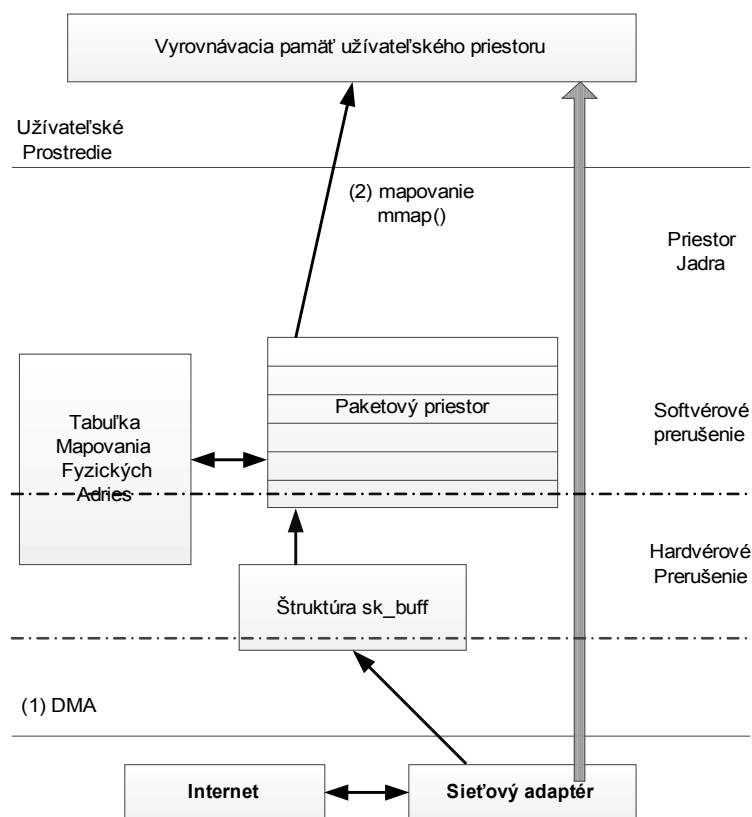 Vyrovnávacia pamäť užívateľského priestoru
Užívateľské
Prostredie
(2) mapovanie
mmap()
Priestor
Jadra
Tabuľka
Mapovania
Fyzických
Adries
Paketový priestor
Softvérové
prerušenie
Hardvérové
Prerušenie
Štruktúra sk_buff
(1) DMA
Internet
Sieťový adaptér